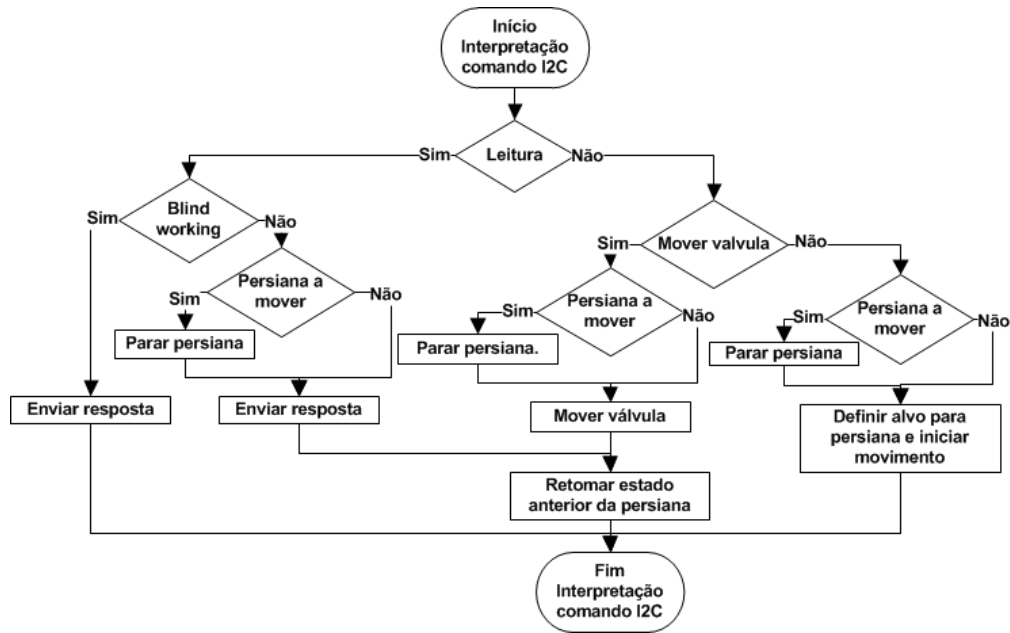 Início
Interpretação
comando I2C
Sim
Leitura
Não
Blind
working
Sim
Não
Mover valvula
Sim
Não
Persiana a
mover
Sim
Não
Persiana a
mover
Sim
Não
Persiana a
mover
Sim
Não
Parar persiana
Parar persiana.
Parar persiana
Enviar resposta
Enviar resposta
Mover válvula
Definir alvo para
persiana e iniciar
movimento
Retomar estado
anterior da persiana
Fim
Interpretação
comando I2C